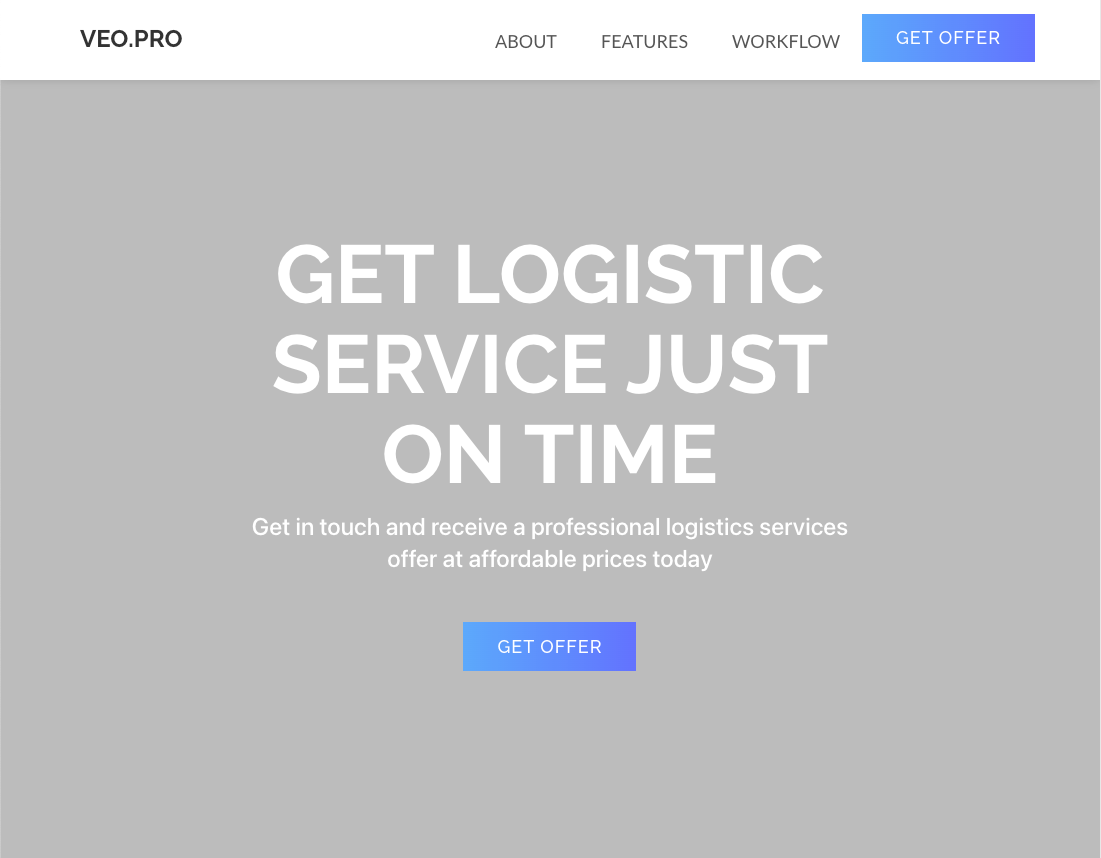 VEO.PRO
ABOUT
FEATURES
WORKFLOW
GET OFFER
GET LOGISTIC
SERVICE JUST
ON TIME
Get in touch and receive a professional logistics services
offer at affordable prices today
GET OFFER